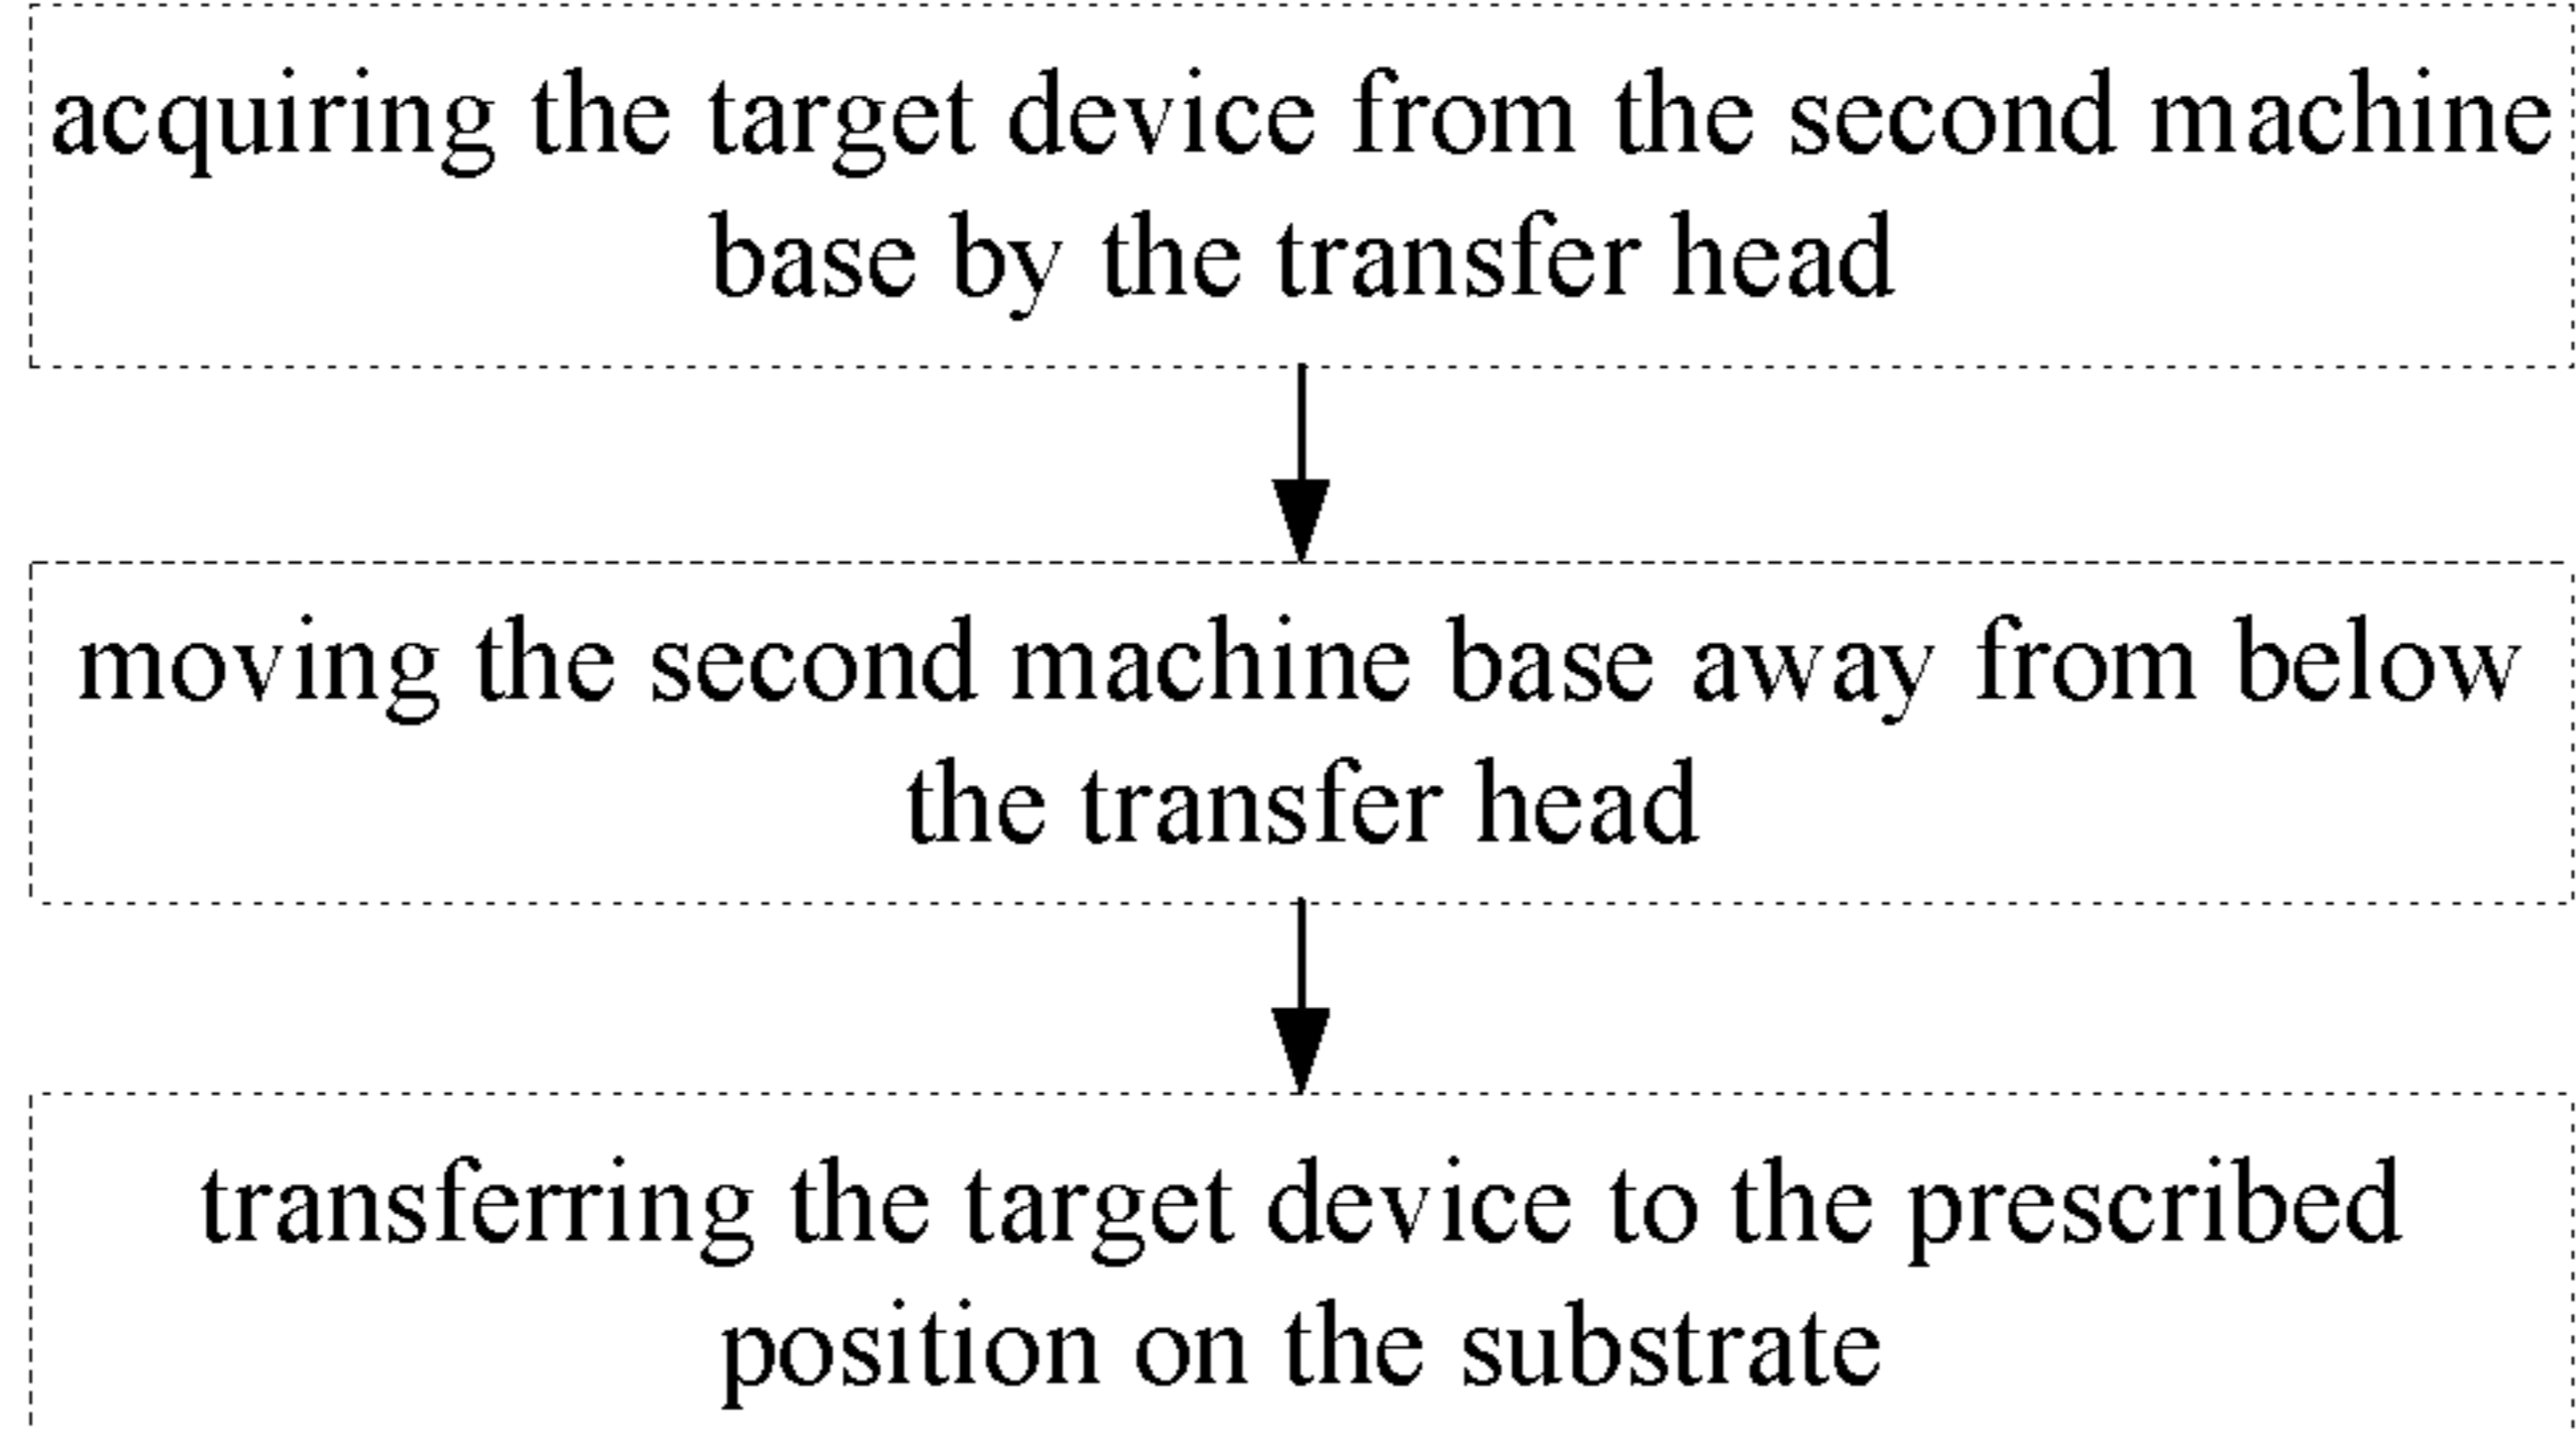 acquiring the target device from the second machine
base by the transfer head
moving the second machine base away from below
the transfer head
transferring the target device to the prescribed
position on the substrate